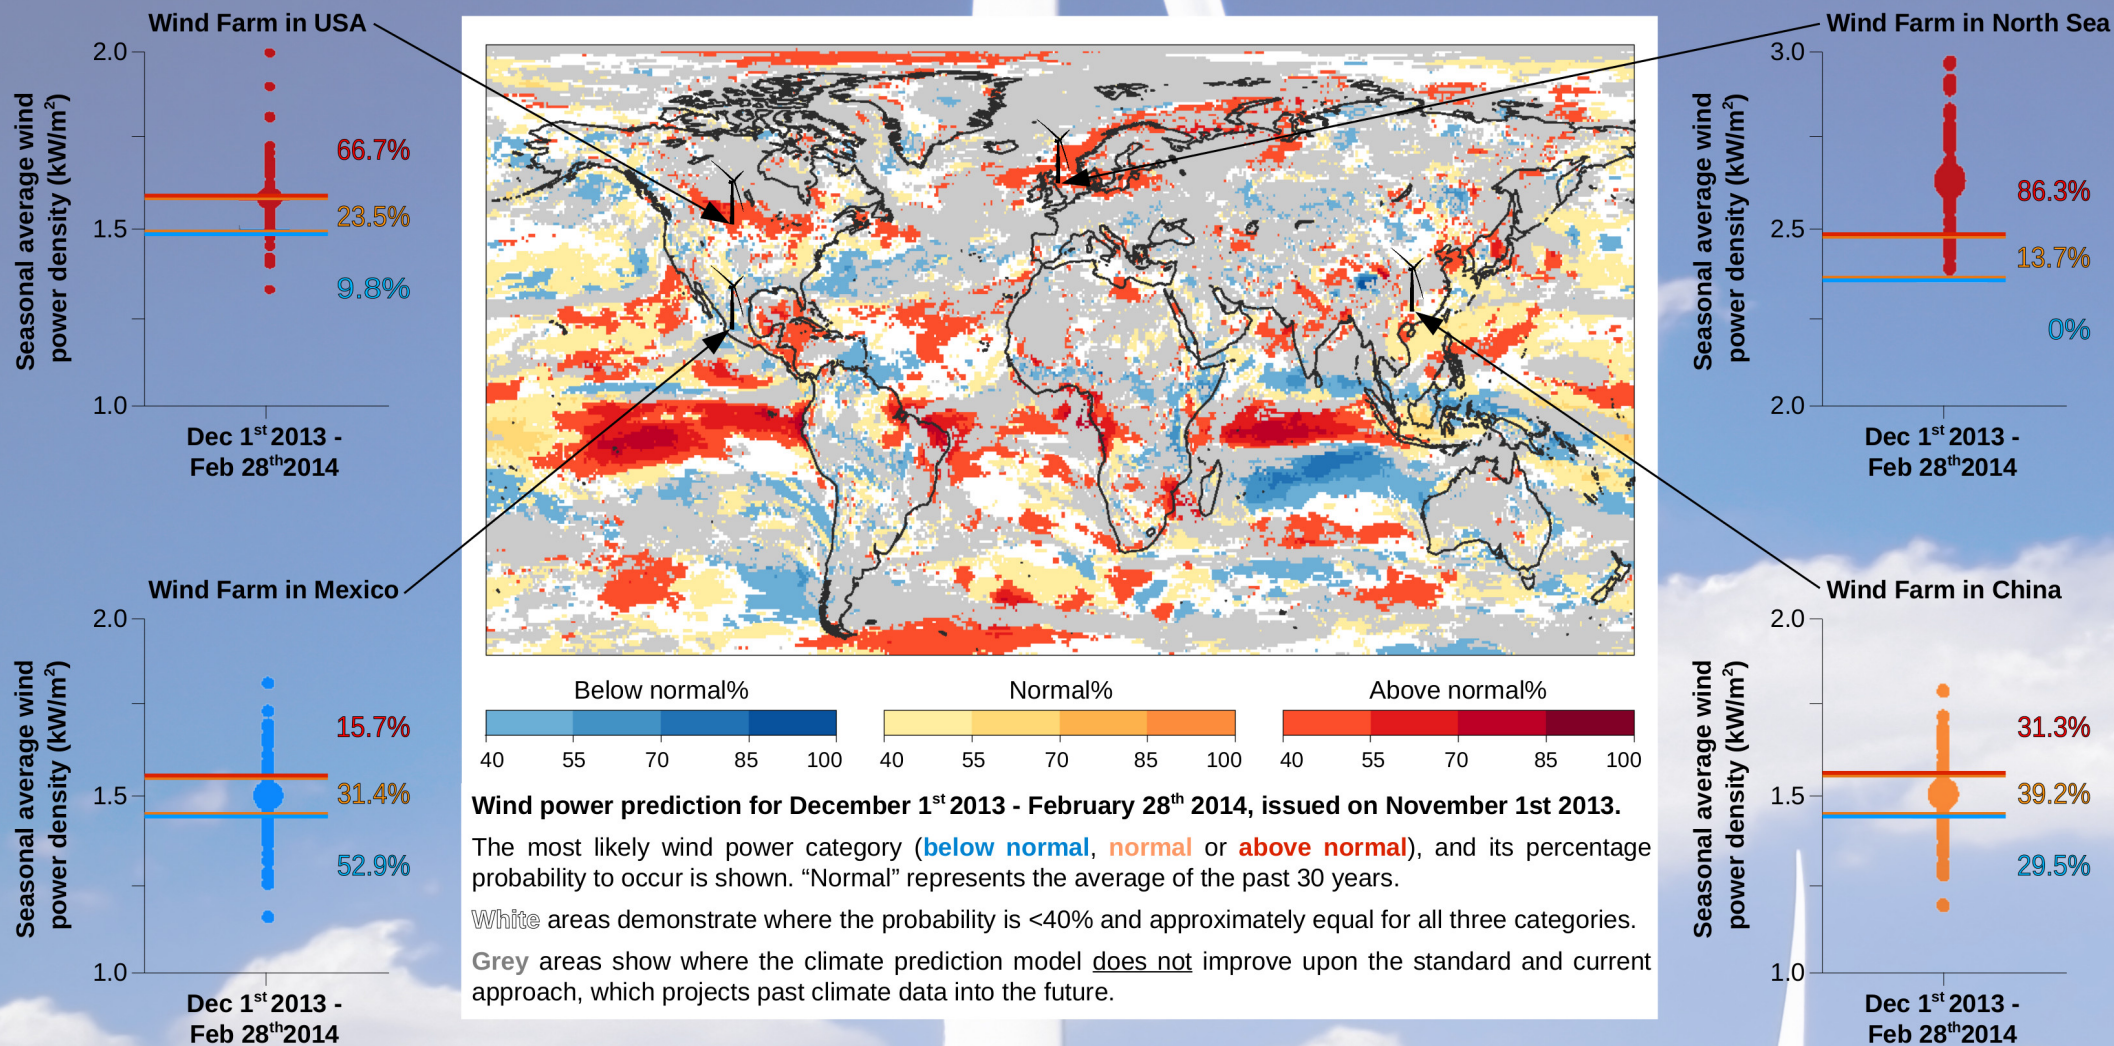 Wind Farm in USA
Seasonal average wind
power density (kW/m²)
2.0
1.5
1.0
66.7%
23.5%
9.8%
Dec 1st 2013 -
Feb 28th2014
Wind Farm in North Sea
Seasonal average wind
power density (kW/m²)
3.0
2.5
2.0
86.3%
13.7%
0%
Dec 1st 2013 -
Feb 28th2014
Wind Farm in Mexico
Seasonal average wind
power density (kW/m²)
2.0
1.5
1.0
15.7%
31.4%
52.9%
Dec 1st 2013 -
Feb 28th2014
Wind Farm in China
Seasonal average wind
power density (kW/m²)
2.0
1.5
1.0
31.3%
39.2%
29.5%
Dec 1st 2013 -
Feb 28th2014
Below normal% Normal% Above normal%
40 55 70 85 100 40 55 70 85 100 40 55 70 85 100
Wind power prediction for December 1st 2013 - February 28th 2014, issued on November 1st 2013.
The most likely wind power category (below normal, normal or above normal), and its percentage
probability to occur is shown. “Normal” represents the average of the past 30 years.
White areas demonstrate where the probability is <40% and approximately equal for all three categories.
Grey areas show where the climate prediction model does not improve upon the standard and current
approach, which projects past climate data into the future.